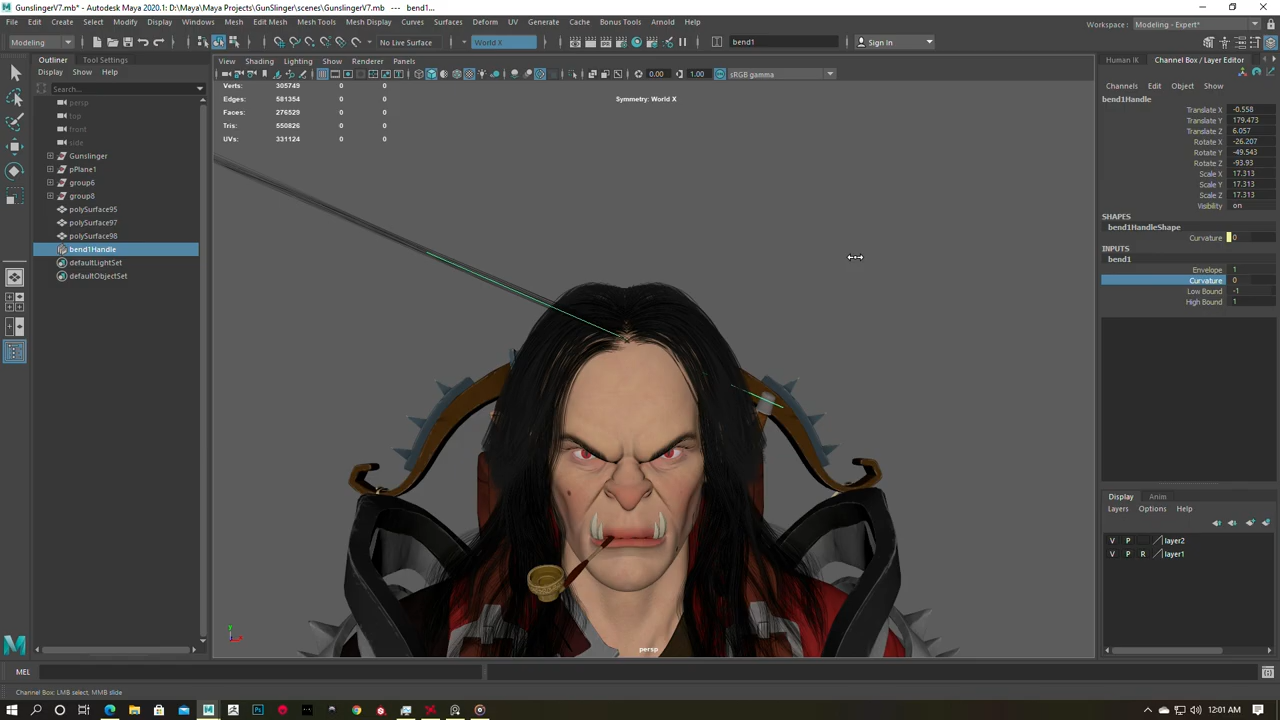 GunslingerV7.mb* - Autodesk Maya 2020.1: D:\Maya\Maya Projects\GunSlinger\scenes\GunslingerV7.mb --- bend1...
File Edit Create Select Modify Display Windows Mesh Edit Mesh Mesh Tools Mesh Display Curves Surfaces Deform UV Generate Cache Bonus Tools Arnold Help
Workspace : Modeling - Expert*
Modeling No Live Surface World X bend1 Sign In
Outliner Tool Settings
Display Show Help
Search...
persp
top
front
side
Gunslinger
pPlane1
group6
group8
polySurface95
polySurface97
polySurface98
bend1Handle
defaultLightSet
defaultObjectSet
View Shading Lighting Show Renderer Panels
0.00 1.00 sRGB gamma
Verts: 305749 0 0
Edges: 581354 0 0
Faces: 276529 0 0
Tris: 550826 0 0
UVs: 331124 0 0
Symmetry: World X
persp
Human IK Channel Box / Layer Editor
Channels Edit Object Show
bend1Handle
Translate X -0.558
Translate Y 179.473
Translate Z 6.057
Rotate X -26.207
Rotate Y -49.543
Rotate Z -93.93
Scale X 17.313
Scale Y 17.313
Scale Z 17.313
Visibility on
SHAPES
bend1HandleShape
Curvature 0
INPUTS
bend1
Envelope 1
Curvature 0
Low Bound -1
High Bound 1
Display Anim
Layers Options Help
V P layer2
V P R layer1
MEL
Channel Box: LMB select, MMB slide
12:01 AM